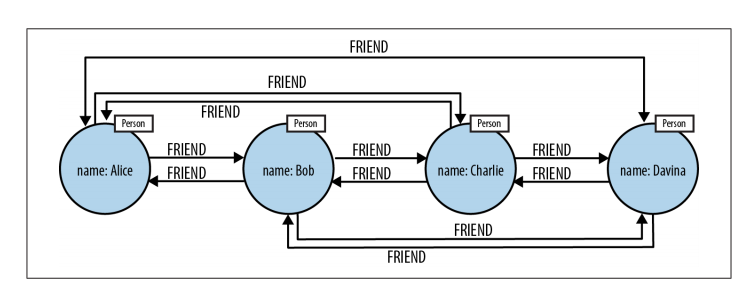 FRIEND
FRIEND
FRIEND
Person
Person
Person
Person
FRIEND
FRIEND
FRIEND
name: Alice
name: Bob
name: Charlie
name: Davina
FRIEND
FRIEND
FRIEND
FRIEND
FRIEND